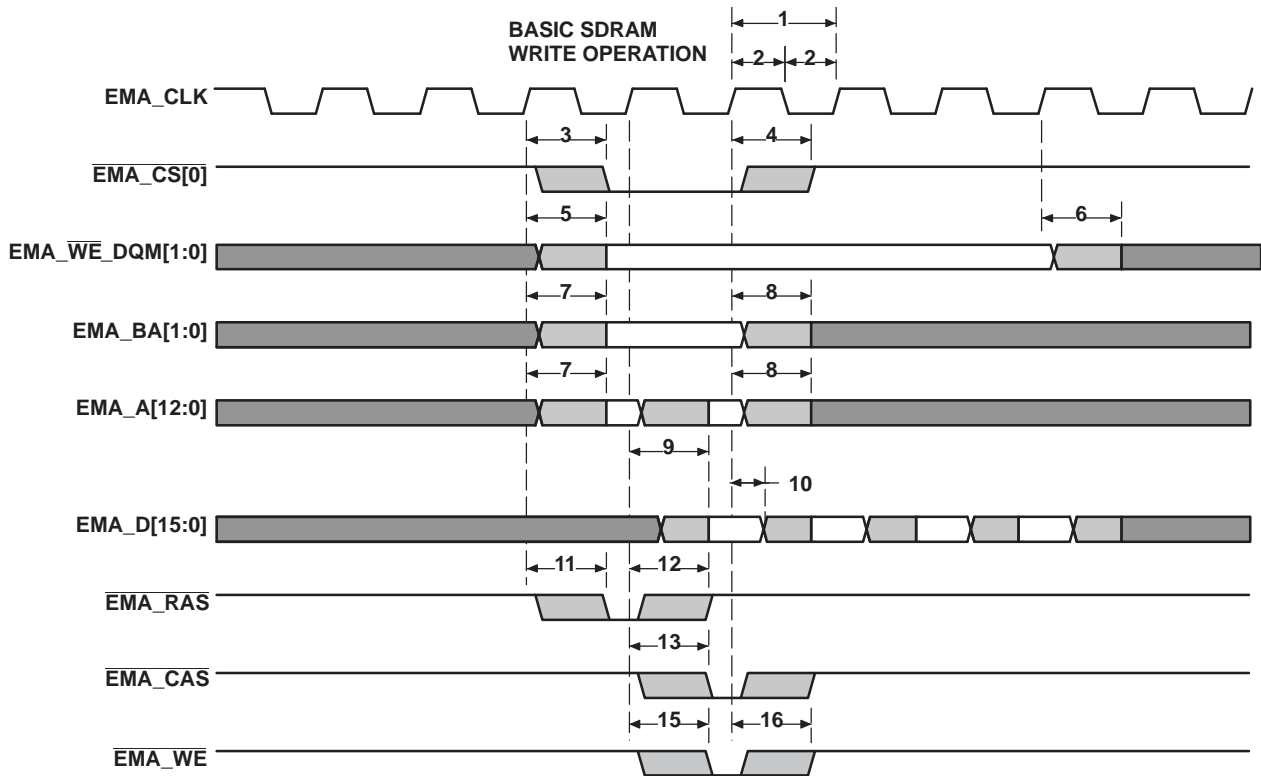 BASIC SDRAM
WRITE OPERATION
1
2 2
EMA_CLK
3 4
EMA_CS[0]
5 6
EMA_WE_DQM[1:0]
7 8
EMA_BA[1:0]
7 8
EMA_A[12:0]
9
10
EMA_D[15:0]
11 12
EMA_RAS
13
EMA_CAS
15 16
EMA_WE